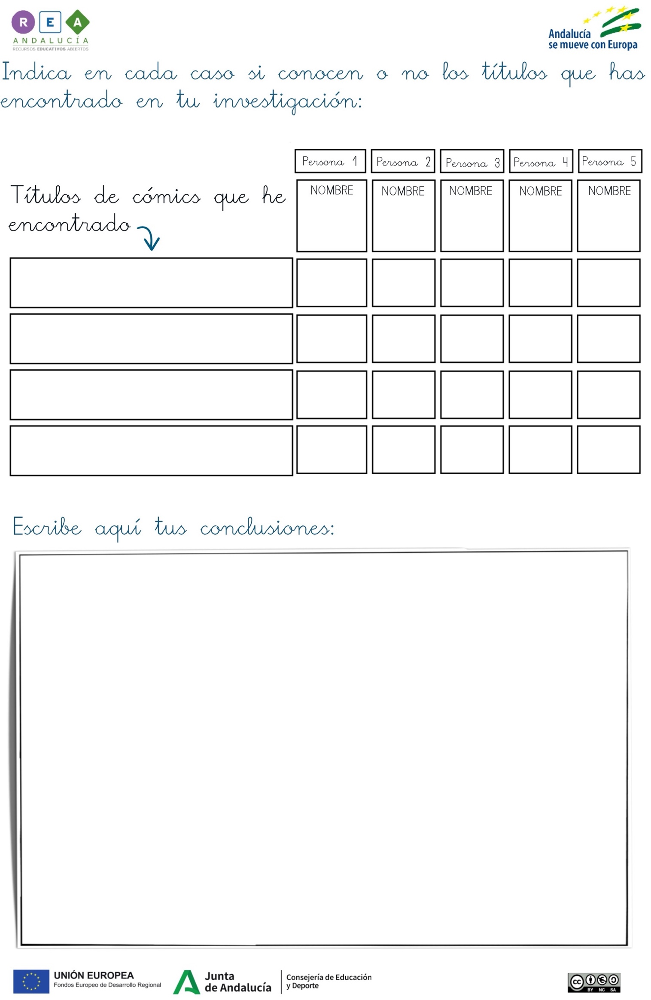 R E A
ANDALUCÍA
RECURSOS EDUCATIVOS ABIERTOS
Andalucía
se mueve con Europa
Indica en cada caso si conocen o no los títulos que has
encontrado en tu investigación:
Persona 1 Persona 2 Persona 3 Persona 4 Persona 5
NOMBRE NOMBRE NOMBRE NOMBRE NOMBRE
Títulos de cómics que he
encontrado
Escribe aquí tus conclusiones:
UNIÓN EUROPEA
Fondos Europeo de Desarrollo Regional
Junta
de Andalucía
Consejería de Educación
y Deporte
cc
BY NC SA